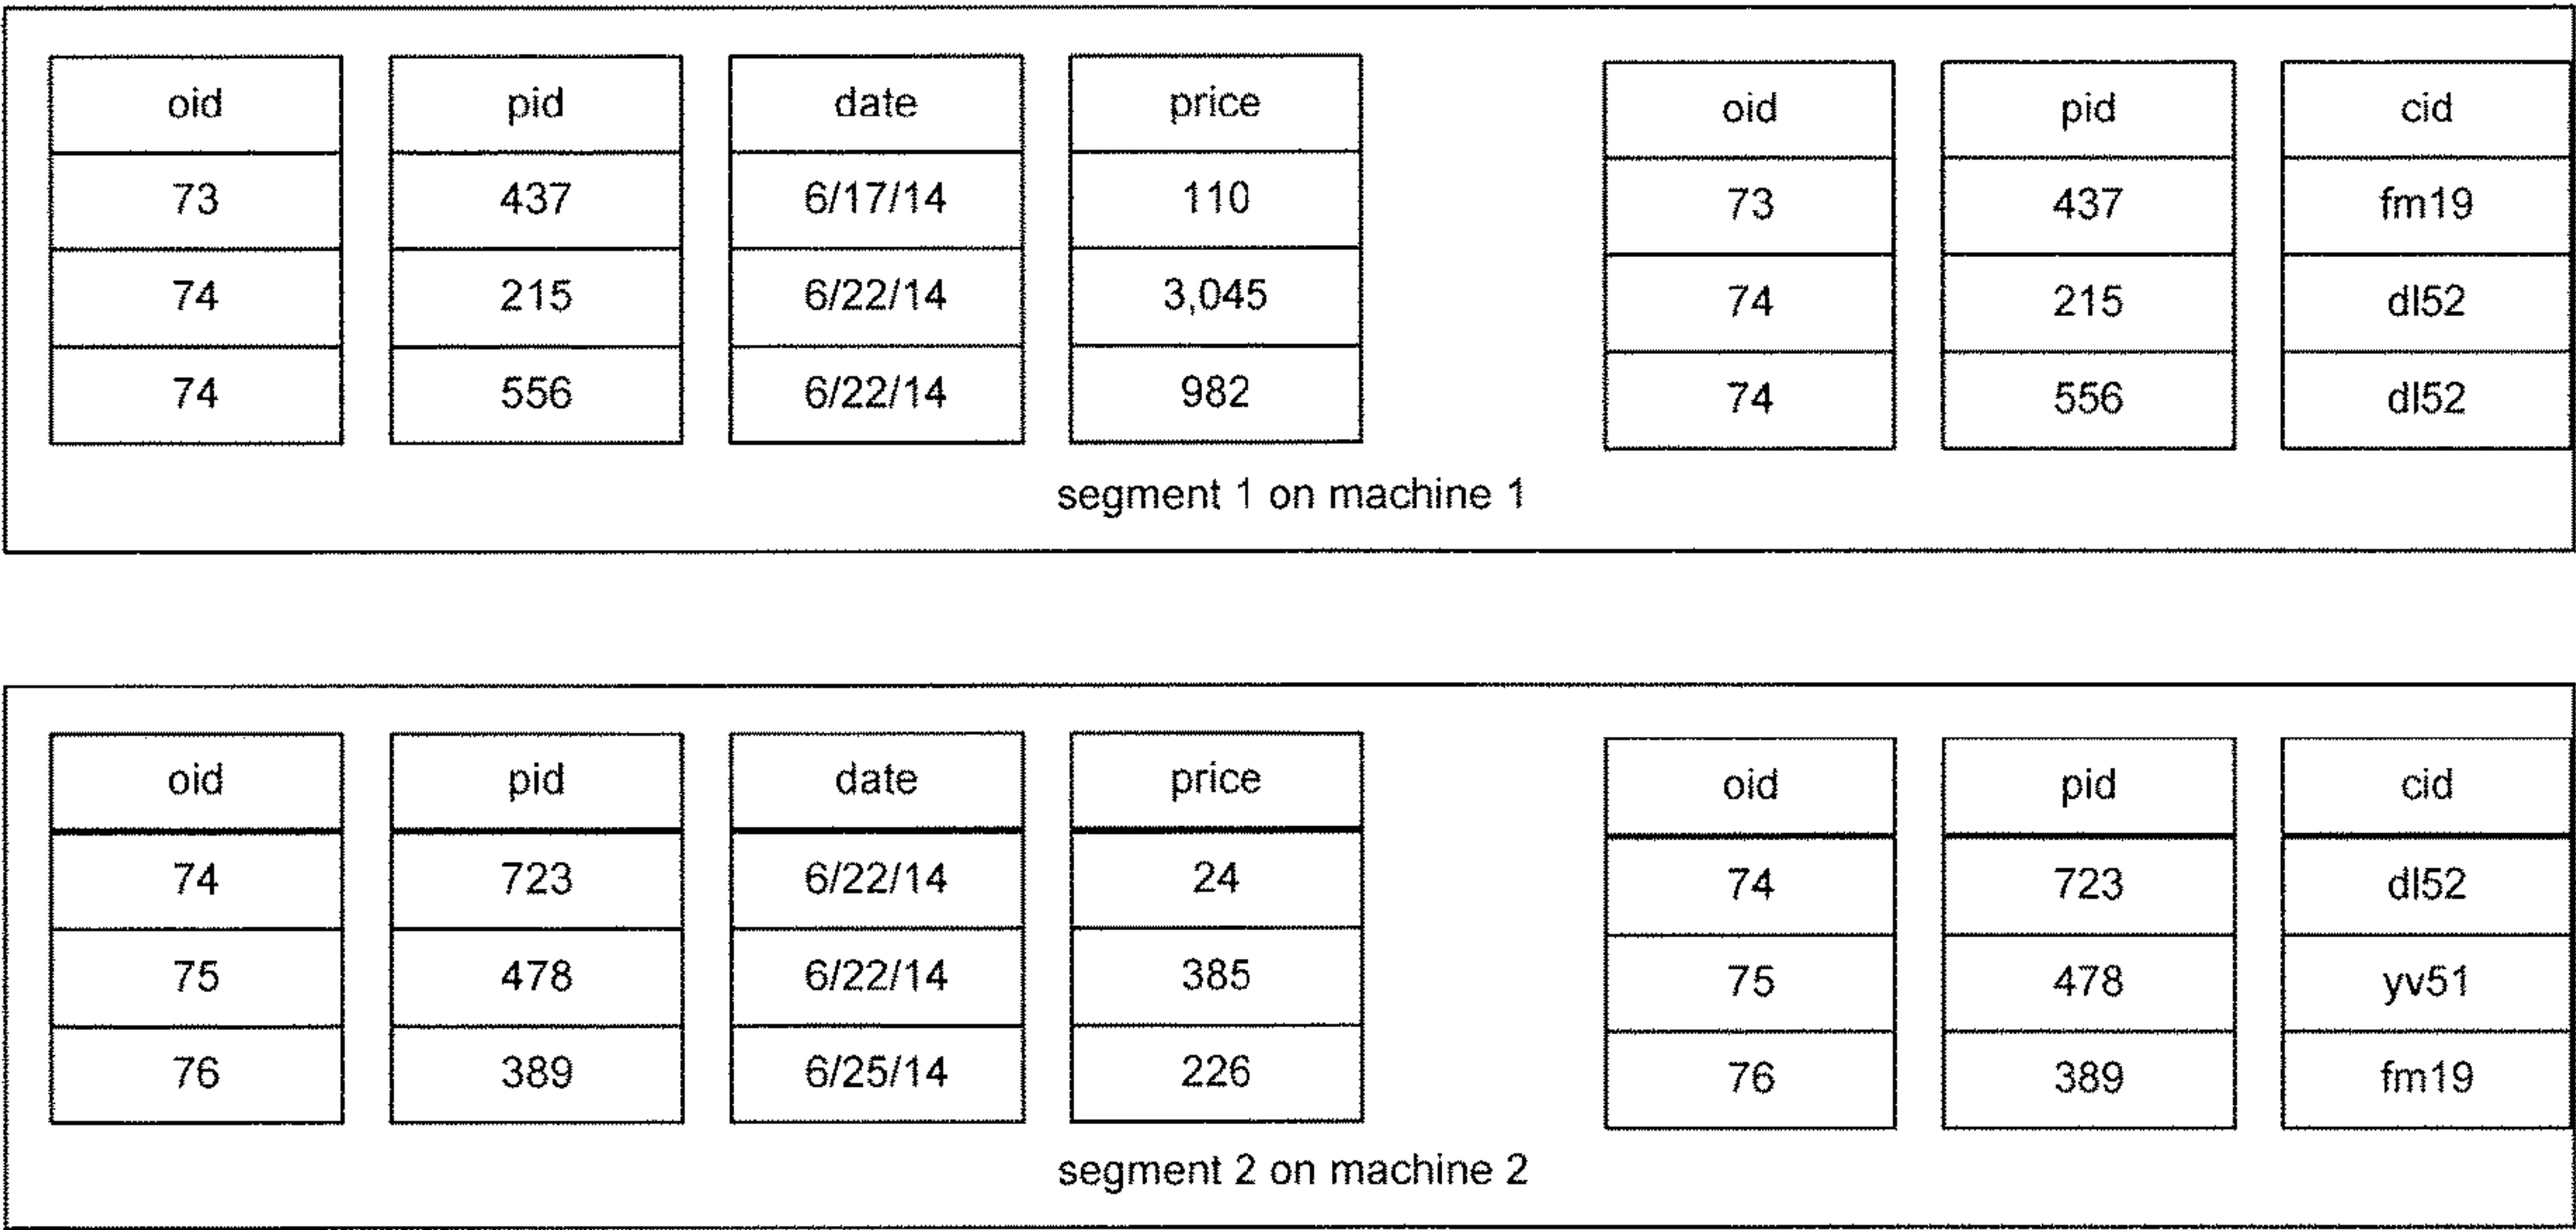 oid pid date price oid pid cid
73 437 6/17/14 110 73 437 fm19
74 215 6/22/14 3,045 74 215 dl52
74 556 6/22/14 982 74 556 dl52
segment 1 on machine 1
oid pid date price oid pid cid
74 723 6/22/14 24 74 723 dl52
75 478 6/22/14 385 75 478 yv51
76 389 6/25/14 226 76 389 fm19
segment 2 on machine 2